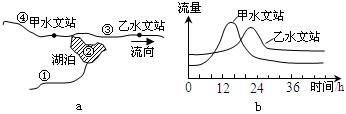 ④ 甲水文站 ③ 乙水文站
湖泊 ② 流向
①
a
流量
甲水文站
乙水文站
0 12 24 36 时间/h
b